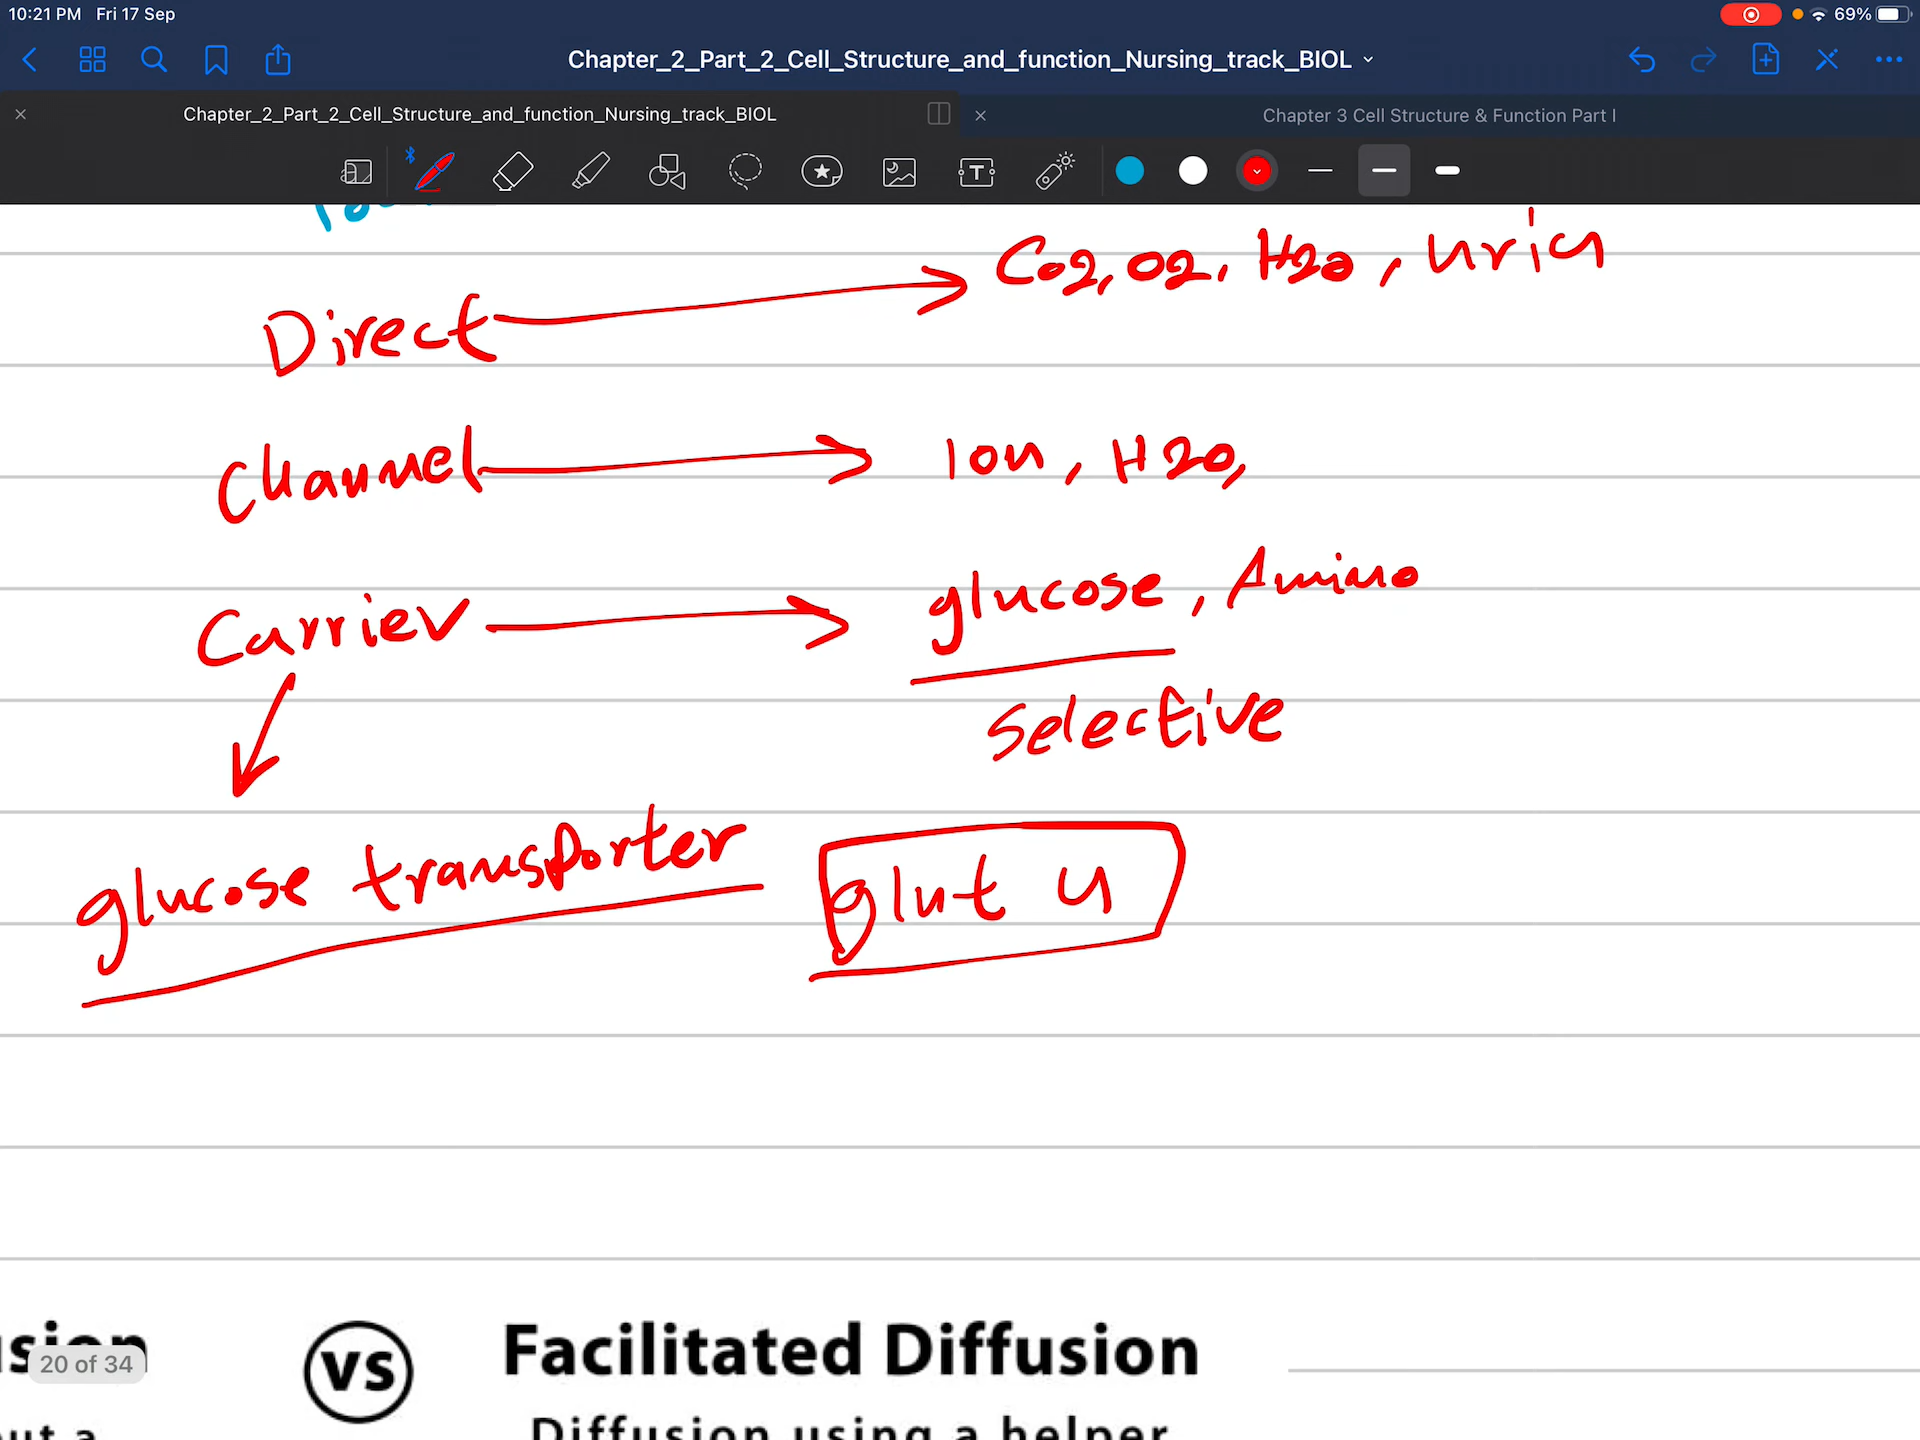 10:21 PM Fri 17 Sep 69%
Chapter_2_Part_2_Cell_Structure_and_function_Nursing_track_BIOL
Chapter_2_Part_2_Cell_Structure_and_function_Nursing_track_BIOL
Chapter 3 Cell Structure & Function Part I
Direct Co2, O2, H2o, uria
Channel Ion, H2o,
Carrier glucose, Amino
Selective
glucose transporter glut 4
20 of 34
VS Facilitated Diffusion
Diffusion using a helper